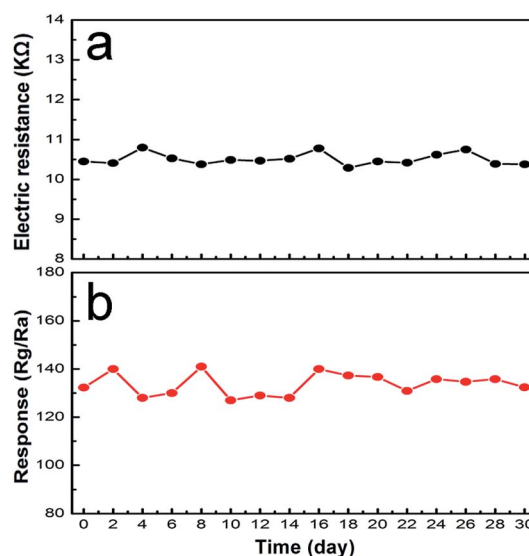 a
Electric resistance (KΩ)
14
13
12
11
10
9
8
b
Response (Rg/Ra)
180
160
140
120
100
80
0 2 4 6 8 10 12 14 16 18 20 22 24 26 28 30
Time (day)